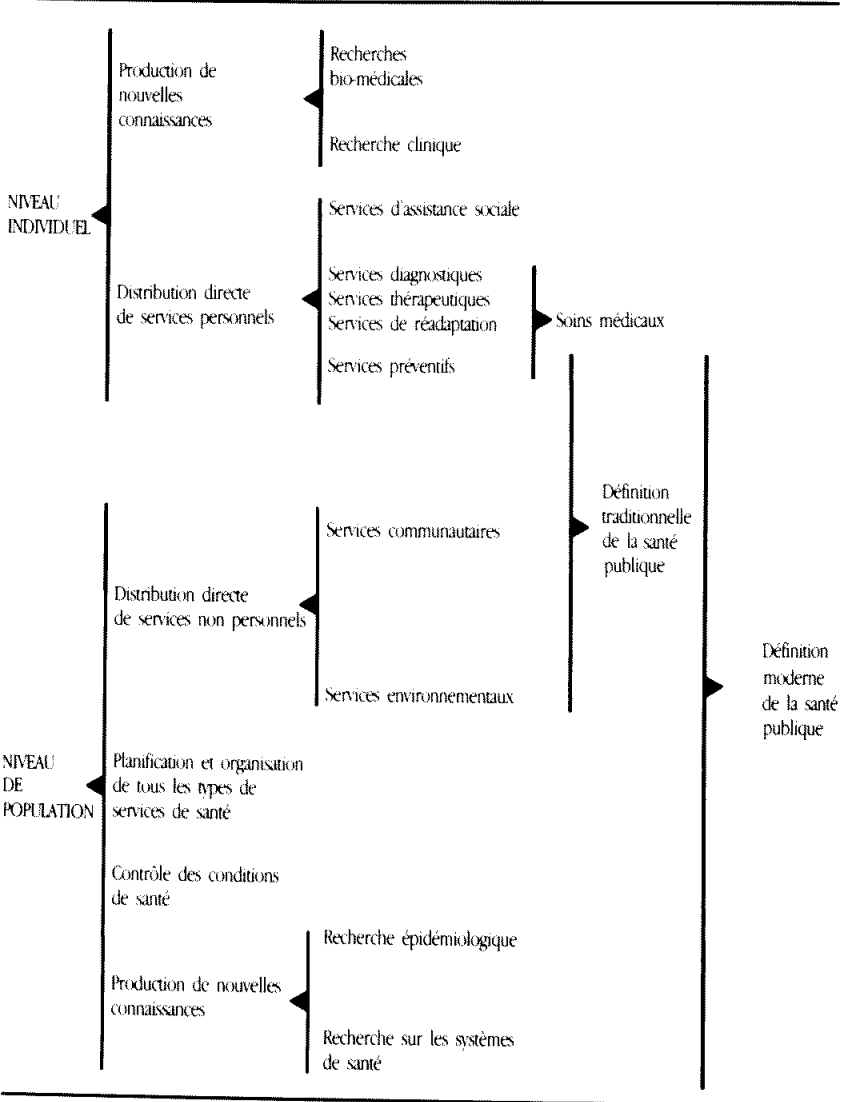 Production de
nouvelles
connaissances
Recherches
bio-médicales
Recherche clinique
NIVEAU
INDIVIDUEL
Services d'assistance sociale
Distribution directe
de services personnels
Services diagnostiques
Services thérapeutiques
Services de réadaptation
Services préventifs
Soins médicaux
Définition
traditionnelle
de la santé
publique
Services communautaires
Distribution directe
de services non personnels
Services environnementaux
Définition
moderne
de la santé
publique
NIVEAU
DE
POPULATION
Planification et organisation
de tous les types de
services de santé
Contrôle des conditions
de santé
Recherche épidémiologique
Production de nouvelles
connaissances
Recherche sur les systèmes
de santé